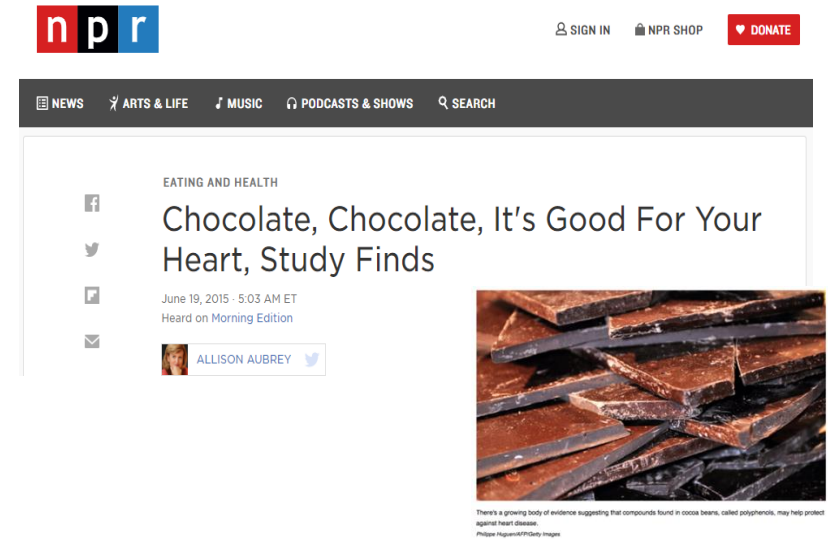 npr
SIGN IN
NPR SHOP
DONATE
NEWS
ARTS & LIFE
MUSIC
PODCASTS & SHOWS
SEARCH
EATING AND HEALTH
Chocolate, Chocolate, It's Good For Your
Heart, Study Finds
June 19, 2015 · 5:03 AM ET
Heard on Morning Edition
ALLISON AUBREY
There's a growing body of evidence suggesting that compounds found in cocoa beans, called polyphenols, may help protect
against heart disease.
Philippe Huguen/AFP/Getty Images